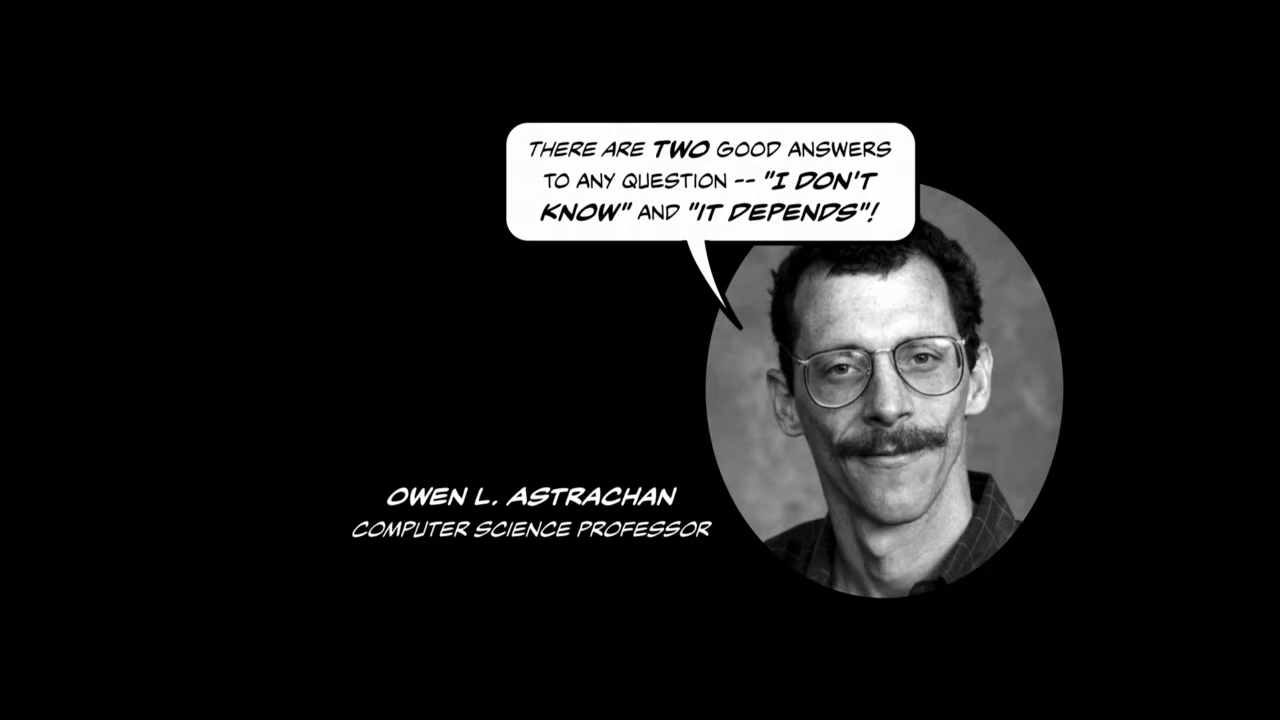 THERE ARE TWO GOOD ANSWERS
TO ANY QUESTION -- "I DON'T
KNOW" AND "IT DEPENDS"!
OWEN L. ASTRACHAN
COMPUTER SCIENCE PROFESSOR